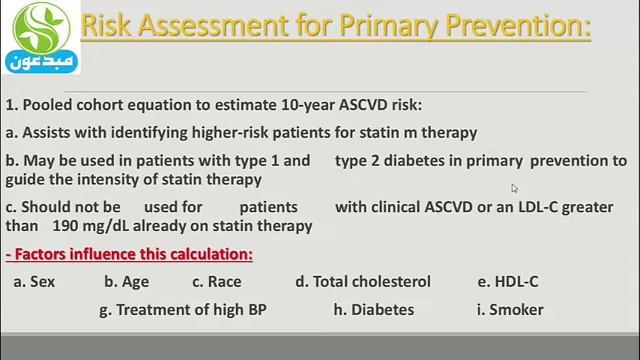 مبدعون
Risk Assessment for Primary Prevention:
1. Pooled cohort equation to estimate 10-year ASCVD risk:
a. Assists with identifying higher-risk patients for statin m therapy
b. May be used in patients with type 1 and type 2 diabetes in primary prevention to
guide the intensity of statin therapy
c. Should not be used for patients with clinical ASCVD or an LDL-C greater
than 190 mg/dL already on statin therapy
- Factors influence this calculation:
a. Sex b. Age c. Race d. Total cholesterol e. HDL-C
g. Treatment of high BP h. Diabetes i. Smoker